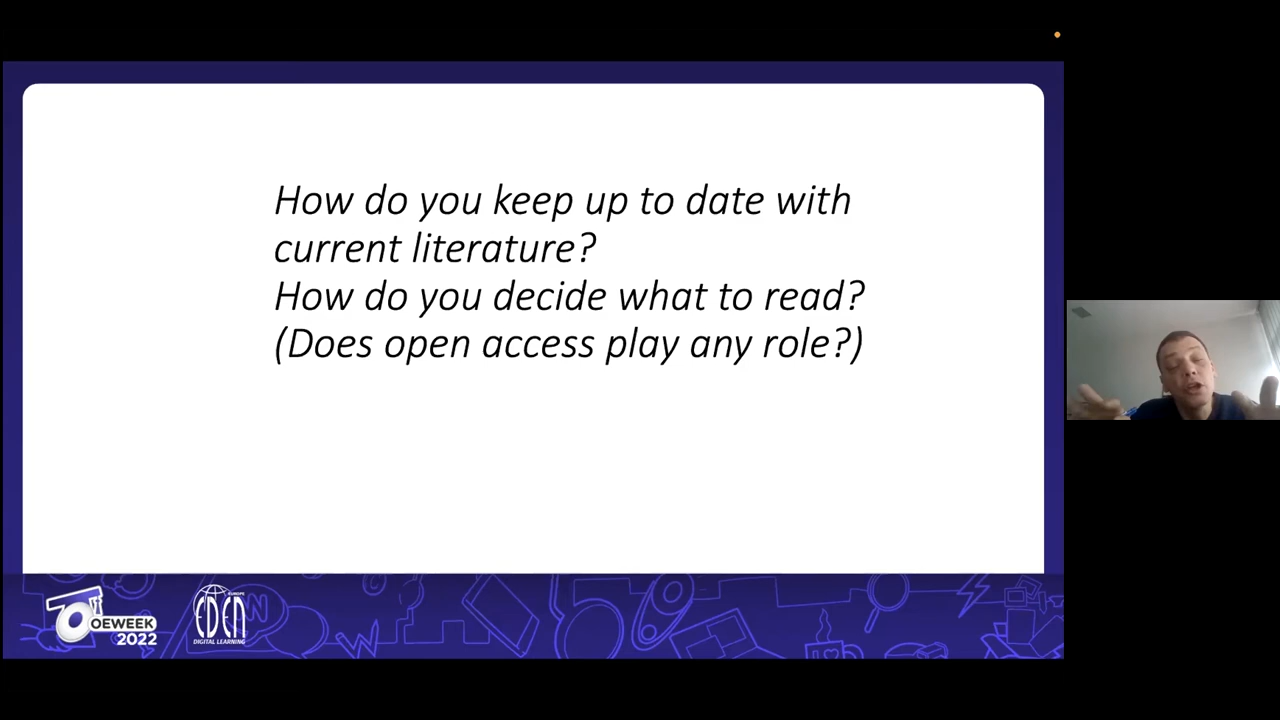 How do you keep up to date with
current literature?
How do you decide what to read?
(Does open access play any role?)
OEWEEK
2022
EDEN
EUROPE
DIGITAL LEARNING